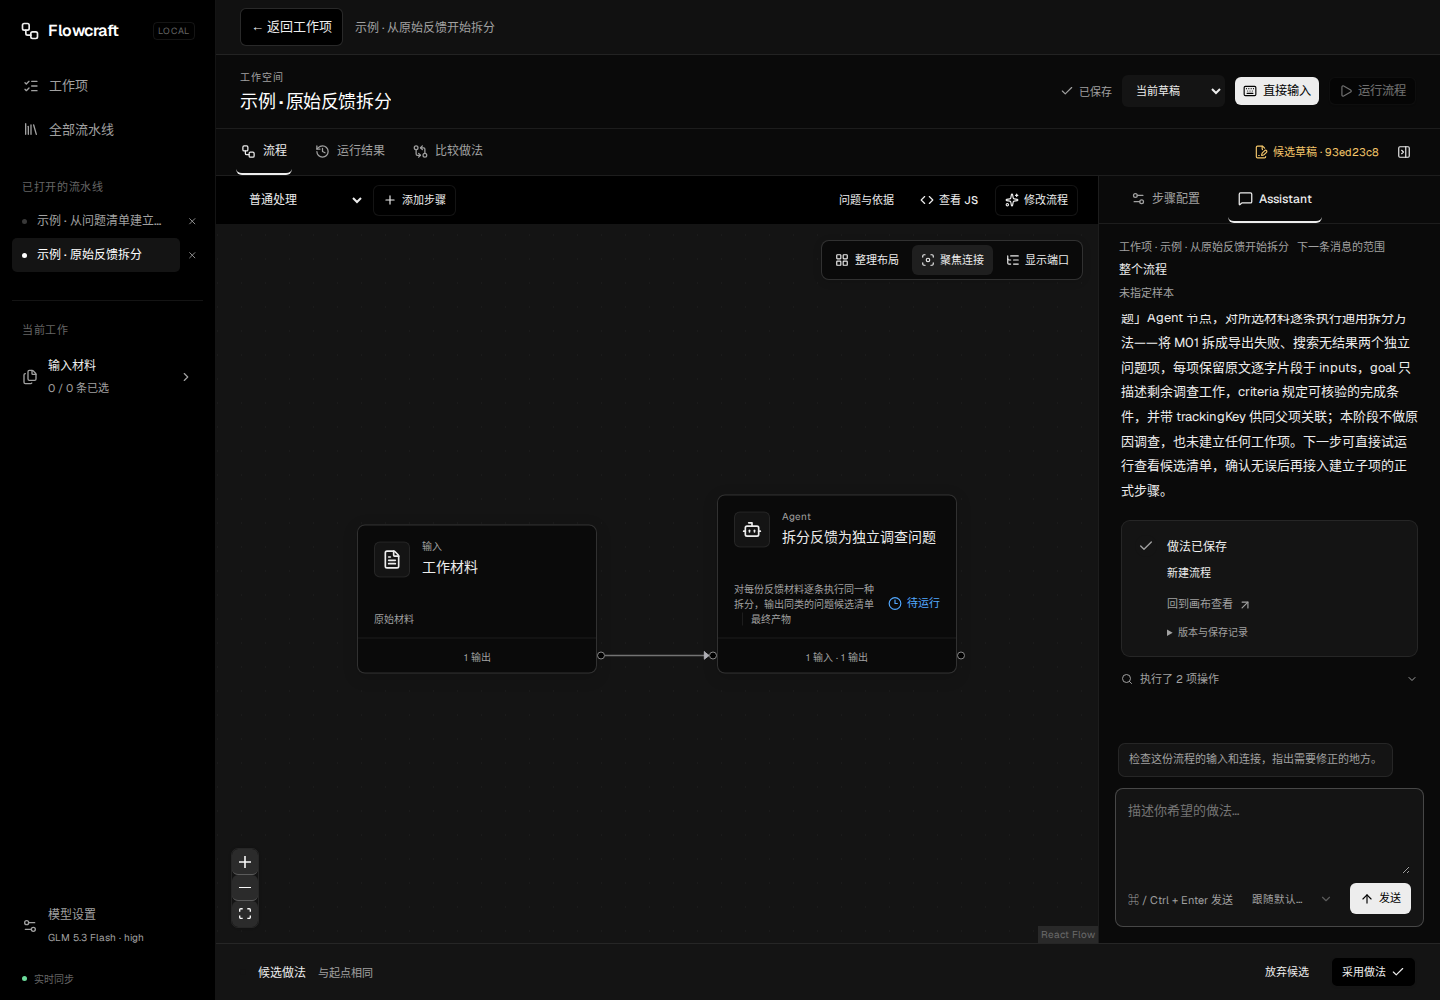 Flowcraft
LOCAL
工作项
全部流水线
已打开的流水线
示例 · 从问题清单建立...
示例 · 原始反馈拆分
当前工作
输入材料
0 / 0 条已选
模型设置
GLM 5.3 Flash · high
实时同步
← 返回工作项
示例 · 从原始反馈开始拆分
工作空间
示例 · 原始反馈拆分
已保存
当前草稿
直接输入
运行流程
流程
运行结果
比较做法
候选草稿 · 93ed23c8
普通处理
添加步骤
问题与依据
查看 JS
修改流程
整理布局
聚焦连接
显示端口
输入
工作材料
原始材料
1 输出
Agent
拆分反馈为独立调查问题
对每份反馈材料逐条执行同一种
拆分，输出同类的问题候选清单
最终产物
待运行
1 输入 · 1 输出
React Flow
步骤配置
Assistant
工作项 · 示例 · 从原始反馈开始拆分 下一条消息的范围
整个流程
未指定样本
题」Agent 节点，对所选材料逐条执行通用拆分方
法——将 M01 拆成导出失败、搜索无结果两个独立
问题项，每项保留原文逐字片段于 inputs，goal 只
描述剩余调查工作，criteria 规定可核验的完成条
件，并带 trackingKey 供同父项关联；本阶段不做原
因调查，也未建立任何工作项。下一步可直接试运
行查看候选清单，确认无误后再接入建立子项的正
式步骤。
做法已保存
新建流程
回到画布查看
版本与保存记录
执行了 2 项操作
检查这份流程的输入和连接，指出需要修正的地方。
描述你希望的做法...
⌘ / Ctrl + Enter 发送
跟随默认...
发送
候选做法
与起点相同
放弃候选
采用做法